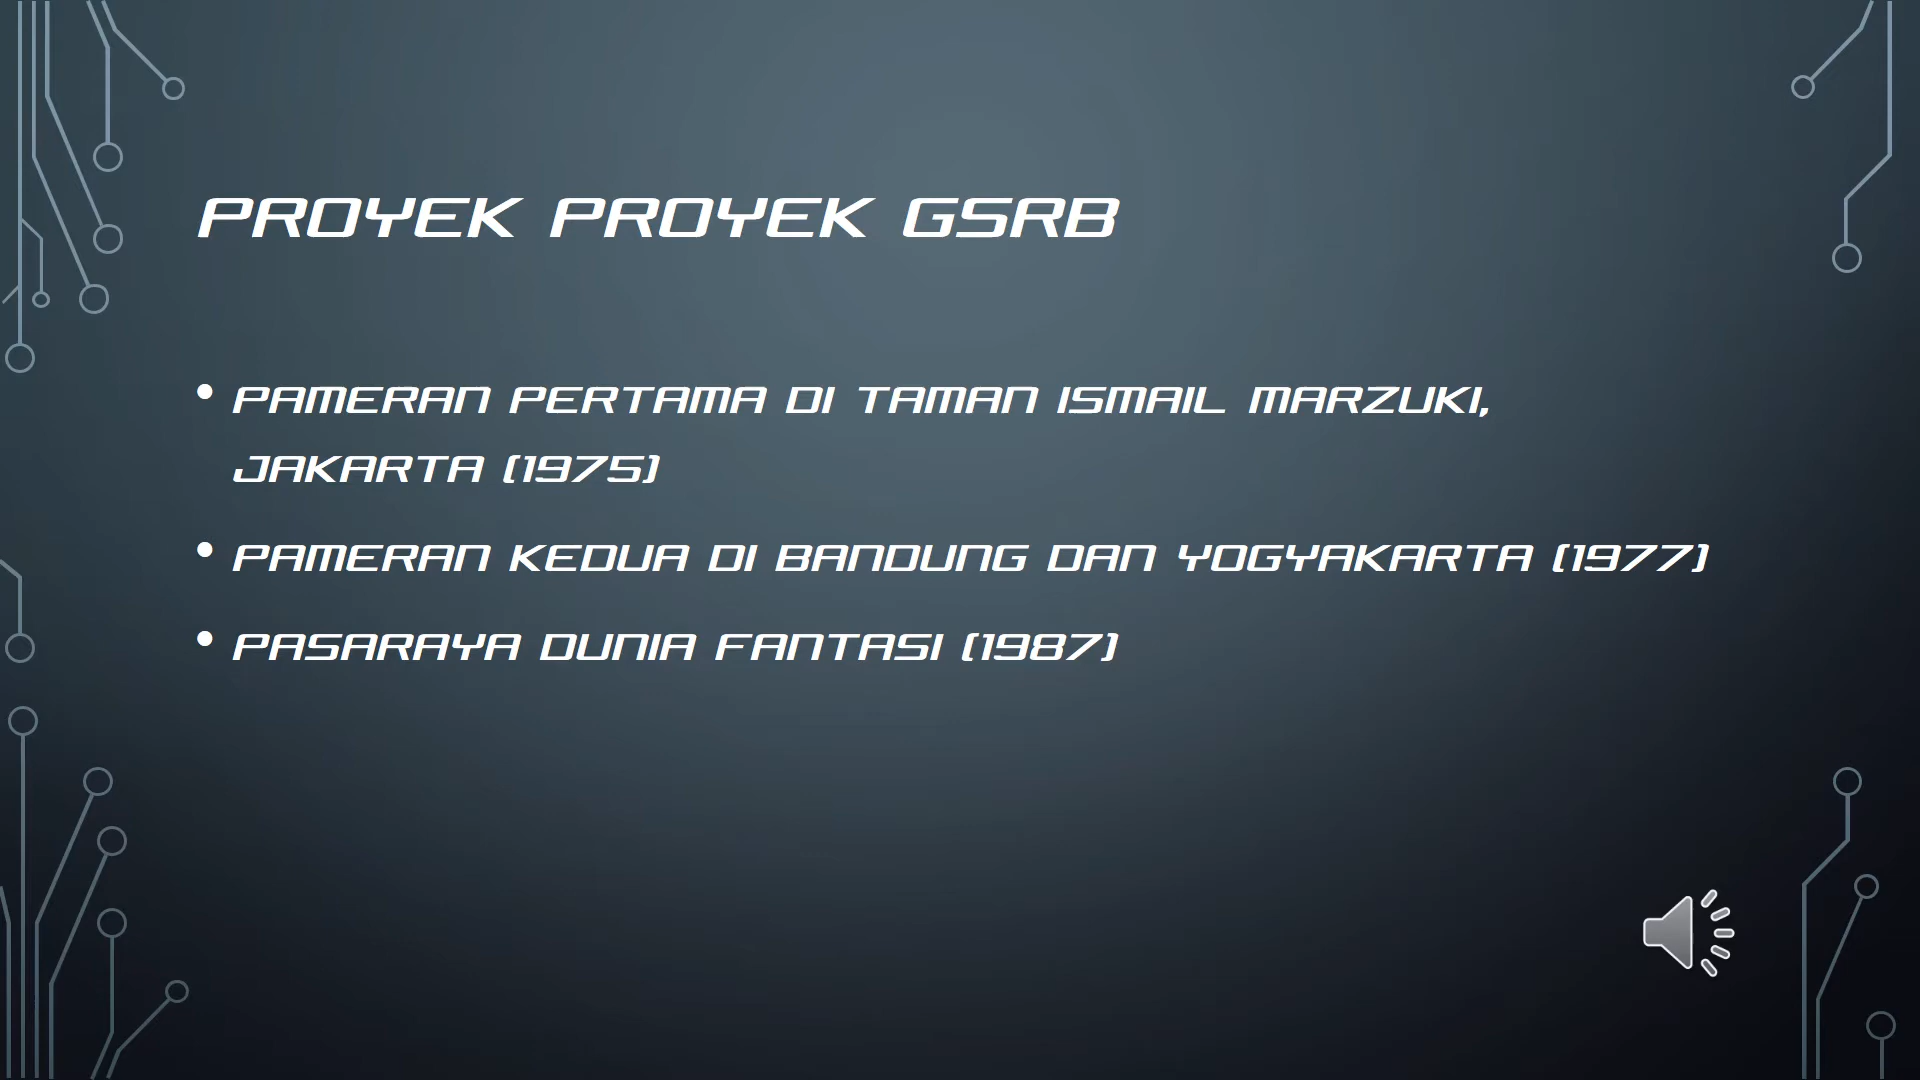 PROYEK PROYEK GSRB
• PAMERAN PERTAMA DI TAMAN ISMAIL MARZUKI,
JAKARTA (1975)
• PAMERAN KEDUA DI BANDUNG DAN YOGYAKARTA (1977)
• PASARAYA DUNIA FANTASI (1987)